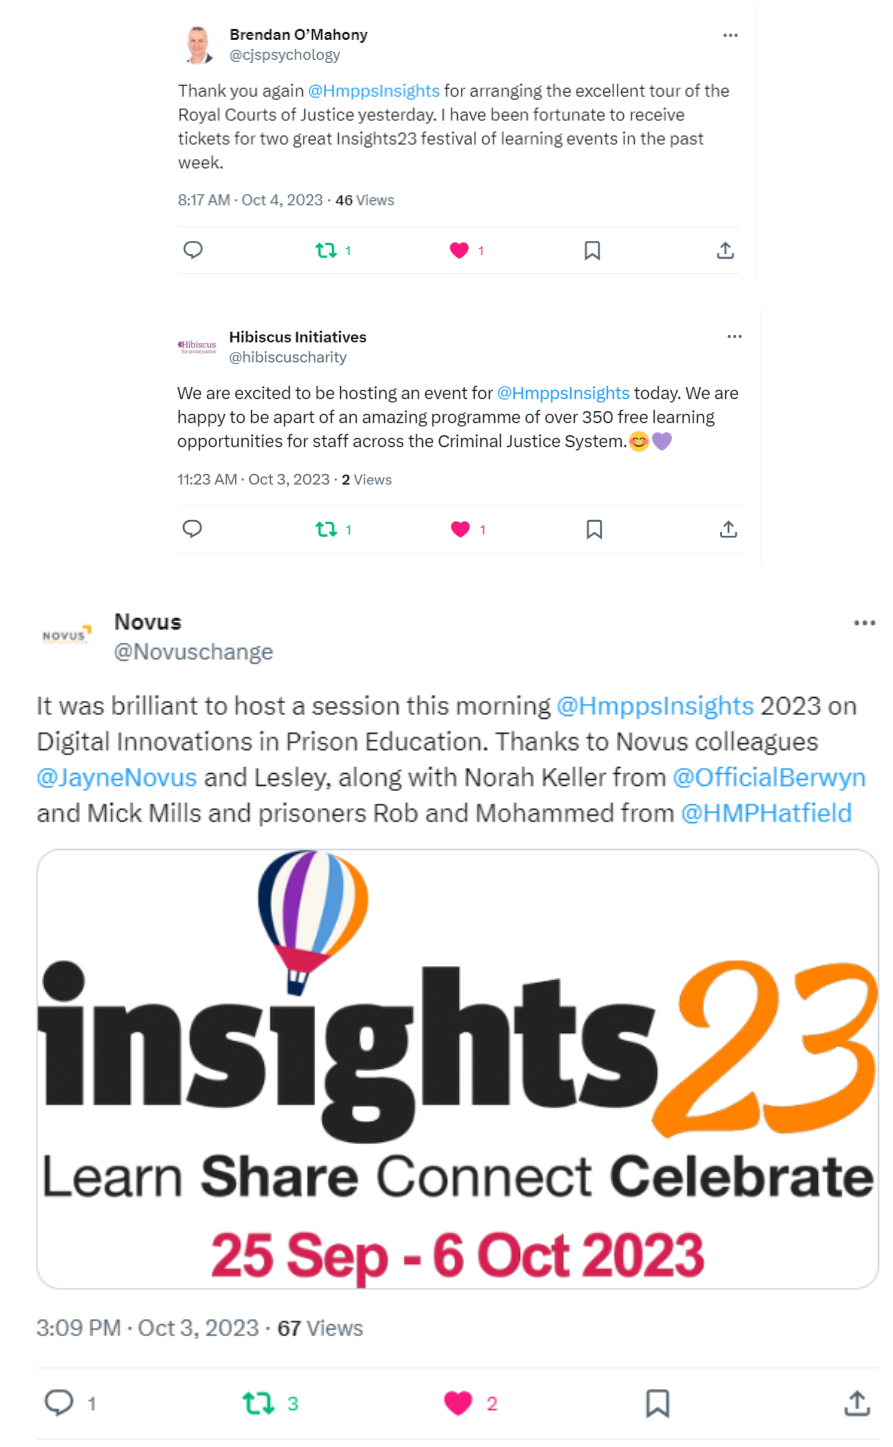 Brendan O’Mahony
@cjspsychology
Thank you again @HmppsInsights for arranging the excellent tour of the
Royal Courts of Justice yesterday. I have been fortunate to receive
tickets for two great Insights23 festival of learning events in the past
week.
8:17 AM · Oct 4, 2023 · 46 Views
1 1
Hibiscus
for social justice
Hibiscus Initiatives
@hibiscuscharity
We are excited to be hosting an event for @HmppsInsights today. We are
happy to be apart of an amazing programme of over 350 free learning
opportunities for staff across the Criminal Justice System.😊💜
11:23 AM · Oct 3, 2023 · 2 Views
1 1
NOVUS
Novus
@Novuschange
It was brilliant to host a session this morning @HmppsInsights 2023 on
Digital Innovations in Prison Education. Thanks to Novus colleagues
@JayneNovus and Lesley, along with Norah Keller from @OfficialBerwyn
and Mick Mills and prisoners Rob and Mohammed from @HMPHatfield
insights23
Learn Share Connect Celebrate
25 Sep - 6 Oct 2023
3:09 PM · Oct 3, 2023 · 67 Views
1 3 2